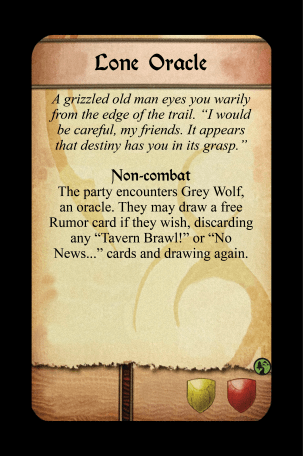 Lone Oracle
A grizzled old man eyes you warily
from the edge of the trail. “I would
be careful, my friends. It appears
that destiny has you in its grasp.”
Non-combat
The party encounters Grey Wolf,
an oracle. They may draw a free
Rumor card if they wish, discarding
any “Tavern Brawl!” or “No
News...” cards and drawing again.